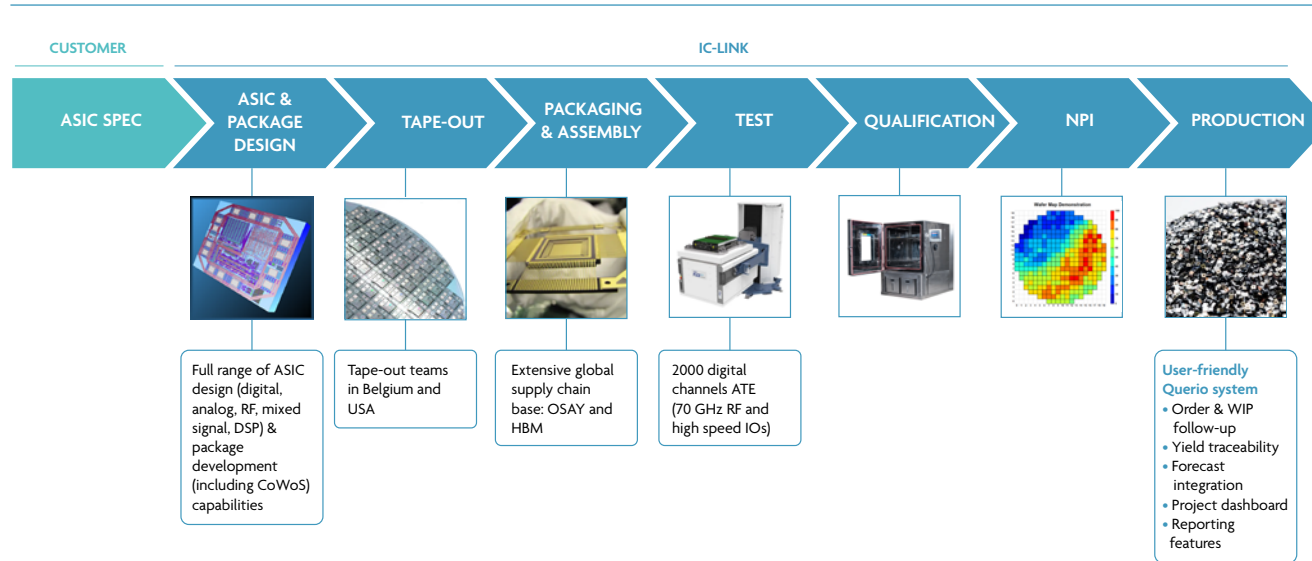 CUSTOMER
IC-LINK
ASIC SPEC
ASIC &
PACKAGE
DESIGN
TAPE-OUT
PACKAGING
& ASSEMBLY
TEST
QUALIFICATION
NPI
PRODUCTION
Wafer Map Demonstration
Full range of ASIC
design (digital,
analog, RF, mixed
signal, DSP) &
package
development
(including CoWoS)
capabilities
Tape-out teams
in Belgium and
USA
Extensive global
supply chain
base: OSAY and
HBM
2000 digital
channels ATE
(70 GHz RF and
high speed IOs)
User-friendly
Querio system
• Order & WIP
follow-up
• Yield traceability
• Forecast
integration
• Project dashboard
• Reporting
features